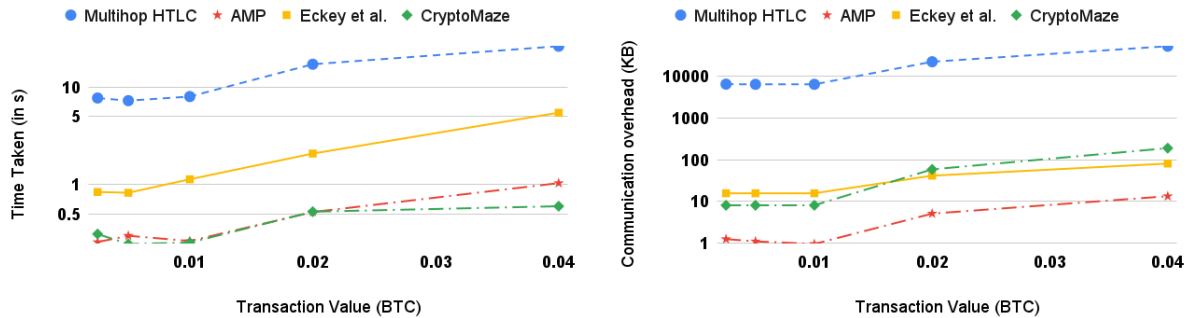 Multihop HTLC AMP Eckey et al. CryptoMaze
Time Taken (in s)
10
5
1
0.5
0.01 0.02 0.03 0.04
Transaction Value (BTC)
Multihop HTLC AMP Eckey et al. CryptoMaze
Communication overhead (KB)
10000
1000
100
10
1
0.01 0.02 0.03 0.04
Transaction Value (BTC)